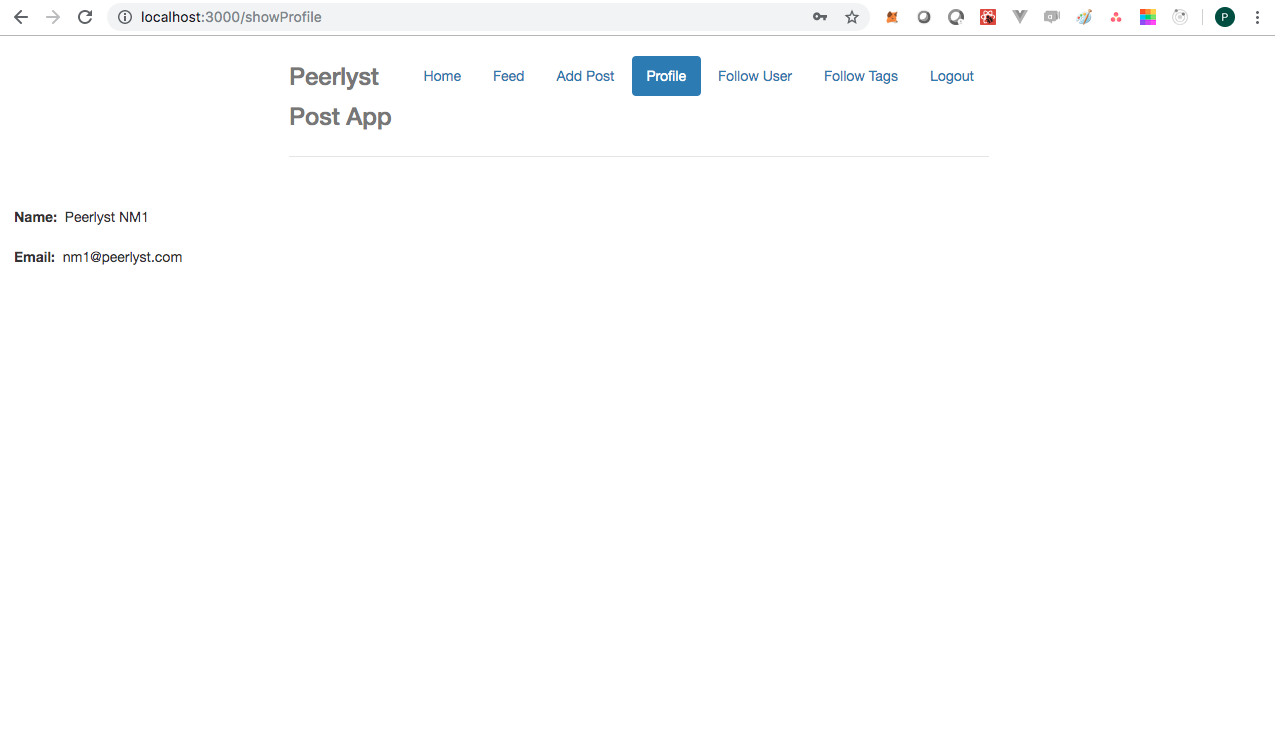 localhost:3000/showProfile
P
Peerlyst
Post App
Home Feed Add Post Profile Follow User Follow Tags Logout
Name: Peerlyst NM1
Email: nm1@peerlyst.com